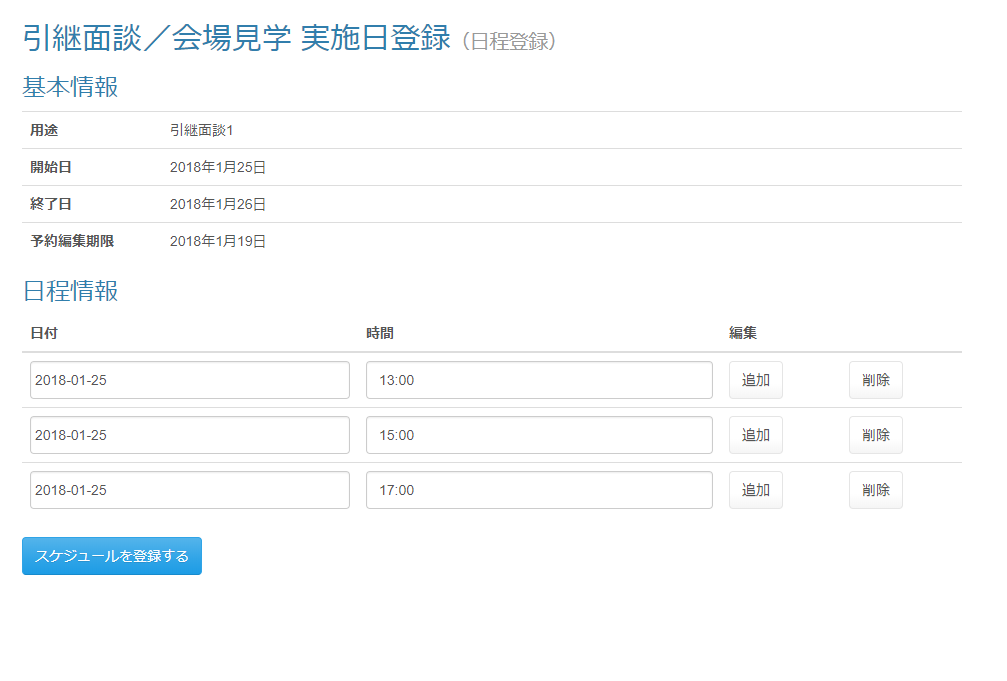 引継面談／会場見学 実施日登録 （日程登録）
基本情報
用途 引継面談1
開始日 2018年1月25日
終了日 2018年1月26日
予約編集期限 2018年1月19日
日程情報
日付 時間 編集
2018-01-25 13:00 追加 削除
2018-01-25 15:00 追加 削除
2018-01-25 17:00 追加 削除
スケジュールを登録する